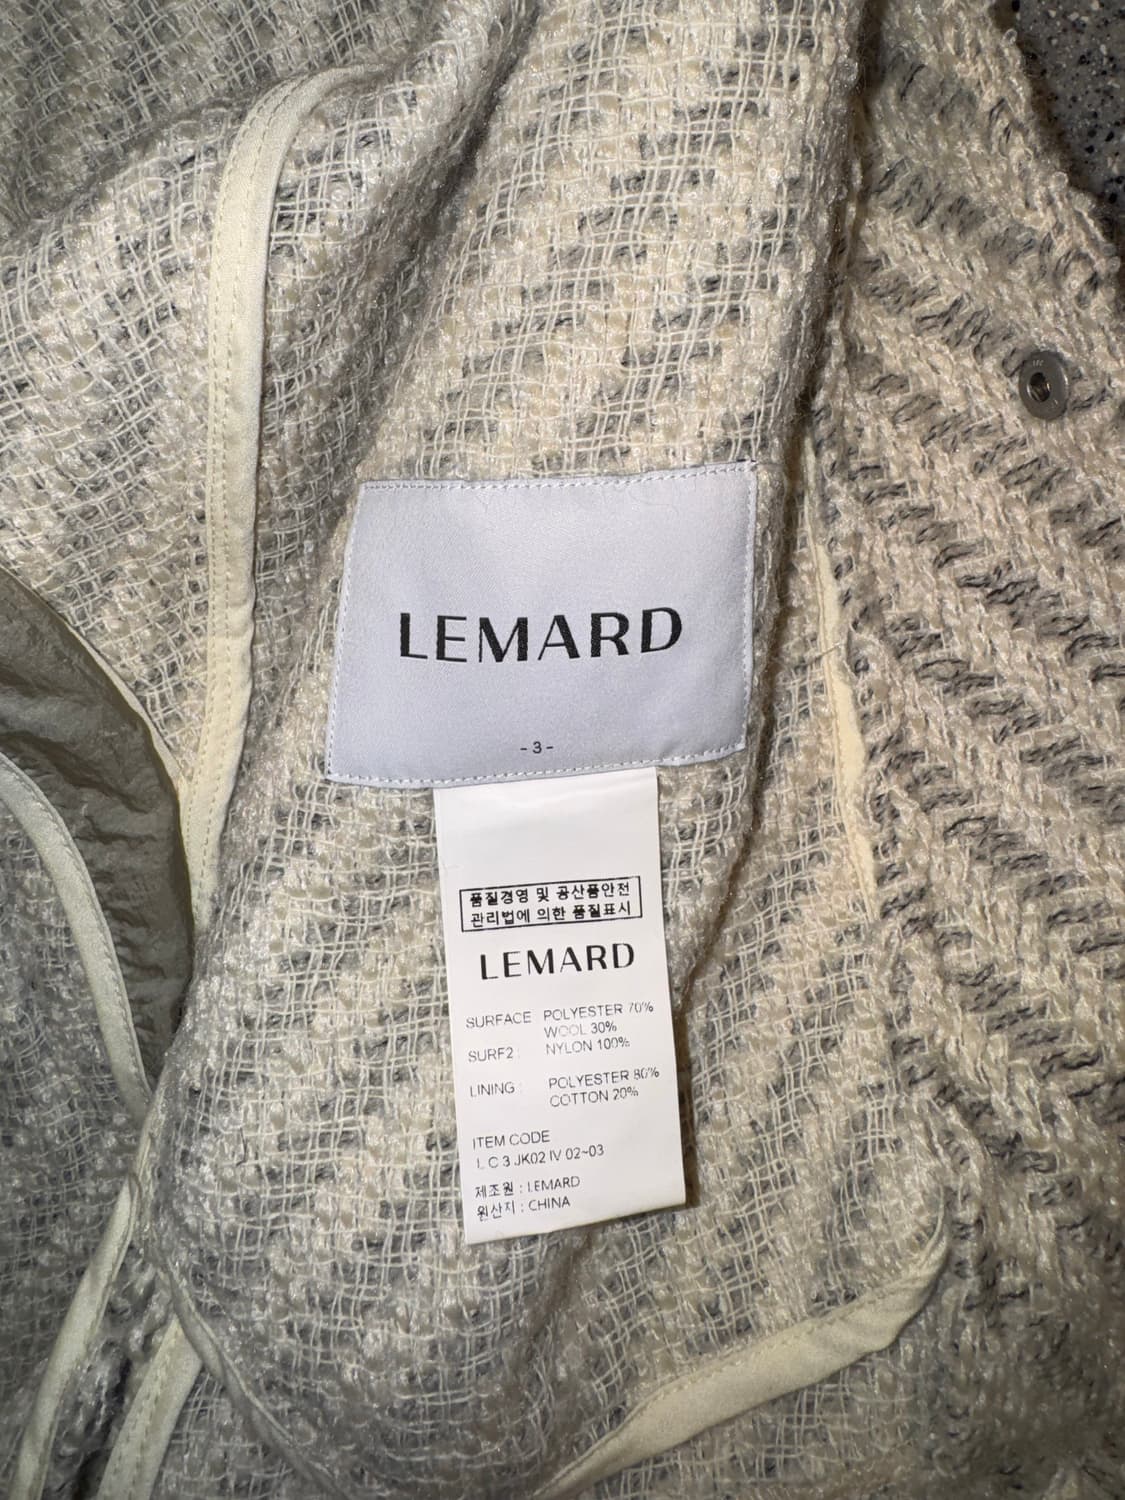 LEMARD
-3-
품질경영 및 공산품안전
관리법에 의한 품질표시
LEMARD
SURFACE POLYESTER 70%
WOOL 30%
SURF2 : NYLON 100%
LINING : POLYESTER 80%
COTTON 20%
ITEM CODE
LC3 JK02 IV 02~03
제조원 : LEMARD
원산지 : CHINA